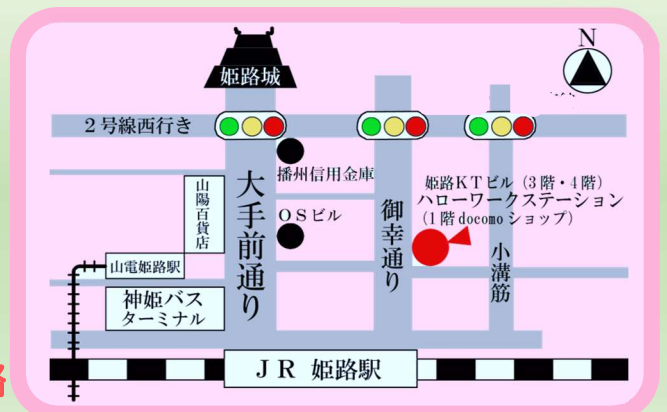 N
姫路城
2号線西行き
播州信用金庫
姫路KTビル（3階・4階）
ハローワークステーション
（1階docomoショップ）
山陽百貨店
大手前通り
OSビル
御幸通り
小溝筋
山電姫路駅
神姫バス
ターミナル
JR 姫路駅